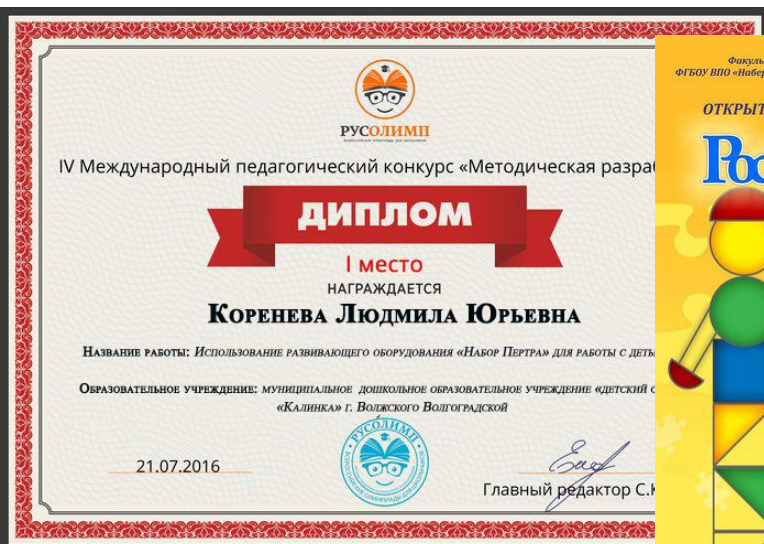 РУСОЛИМП
IV Международный педагогический конкурс «Методическая разра
ДИПЛОМ
I место
НАГРАЖДАЕТСЯ
КОРЕНЕВА ЛЮДМИЛА ЮРЬЕВНА
НАЗВАНИЕ РАБОТЫ: ИСПОЛЬЗОВАНИЕ РАЗВИВАЮЩЕГО ОБОРУДОВАНИЯ «НАБОР ПЕРТРА» ДЛЯ РАБОТЫ С ДЕТЬ
ОБРАЗОВАТЕЛЬНОЕ УЧРЕЖДЕНИЕ: МУНИЦИПАЛЬНОЕ ДОШКОЛЬНОЕ ОБРАЗОВАТЕЛЬНОЕ УЧРЕЖДЕНИЕ «ДЕТСКИЙ С
«КАЛИНКА» Г. ВОЛЖСКОГО ВОЛГОГРАДСКОЙ
РУСОЛИМП
21.07.2016
Главный редактор С.К
Факуль
ФГБОУ ВПО «Набер
ОТКРЫТ
Рос